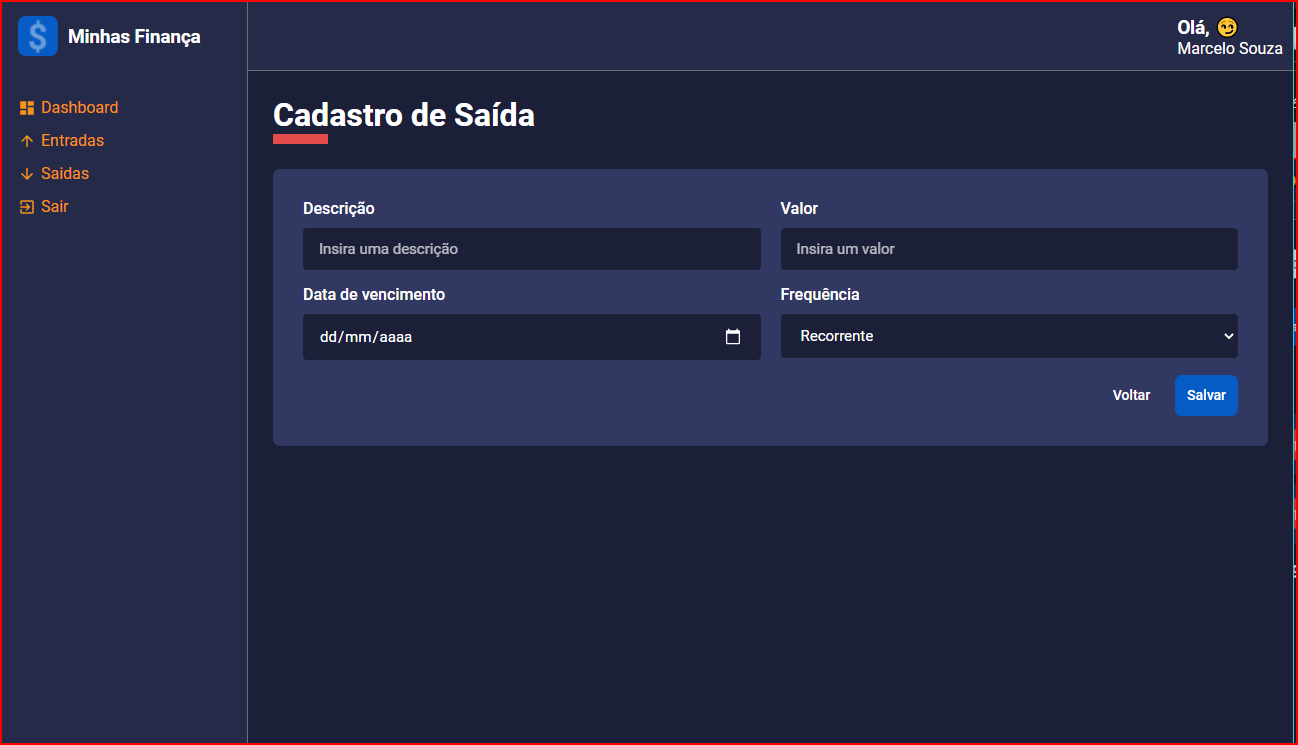 Minhas Finança
Olá, 😏
Marcelo Souza
Dashboard
Entradas
Saidas
Sair
Cadastro de Saída
Descrição
Valor
Insira uma descrição
Insira um valor
Data de vencimento
Frequência
dd/mm/aaaa
Recorrente
Voltar
Salvar